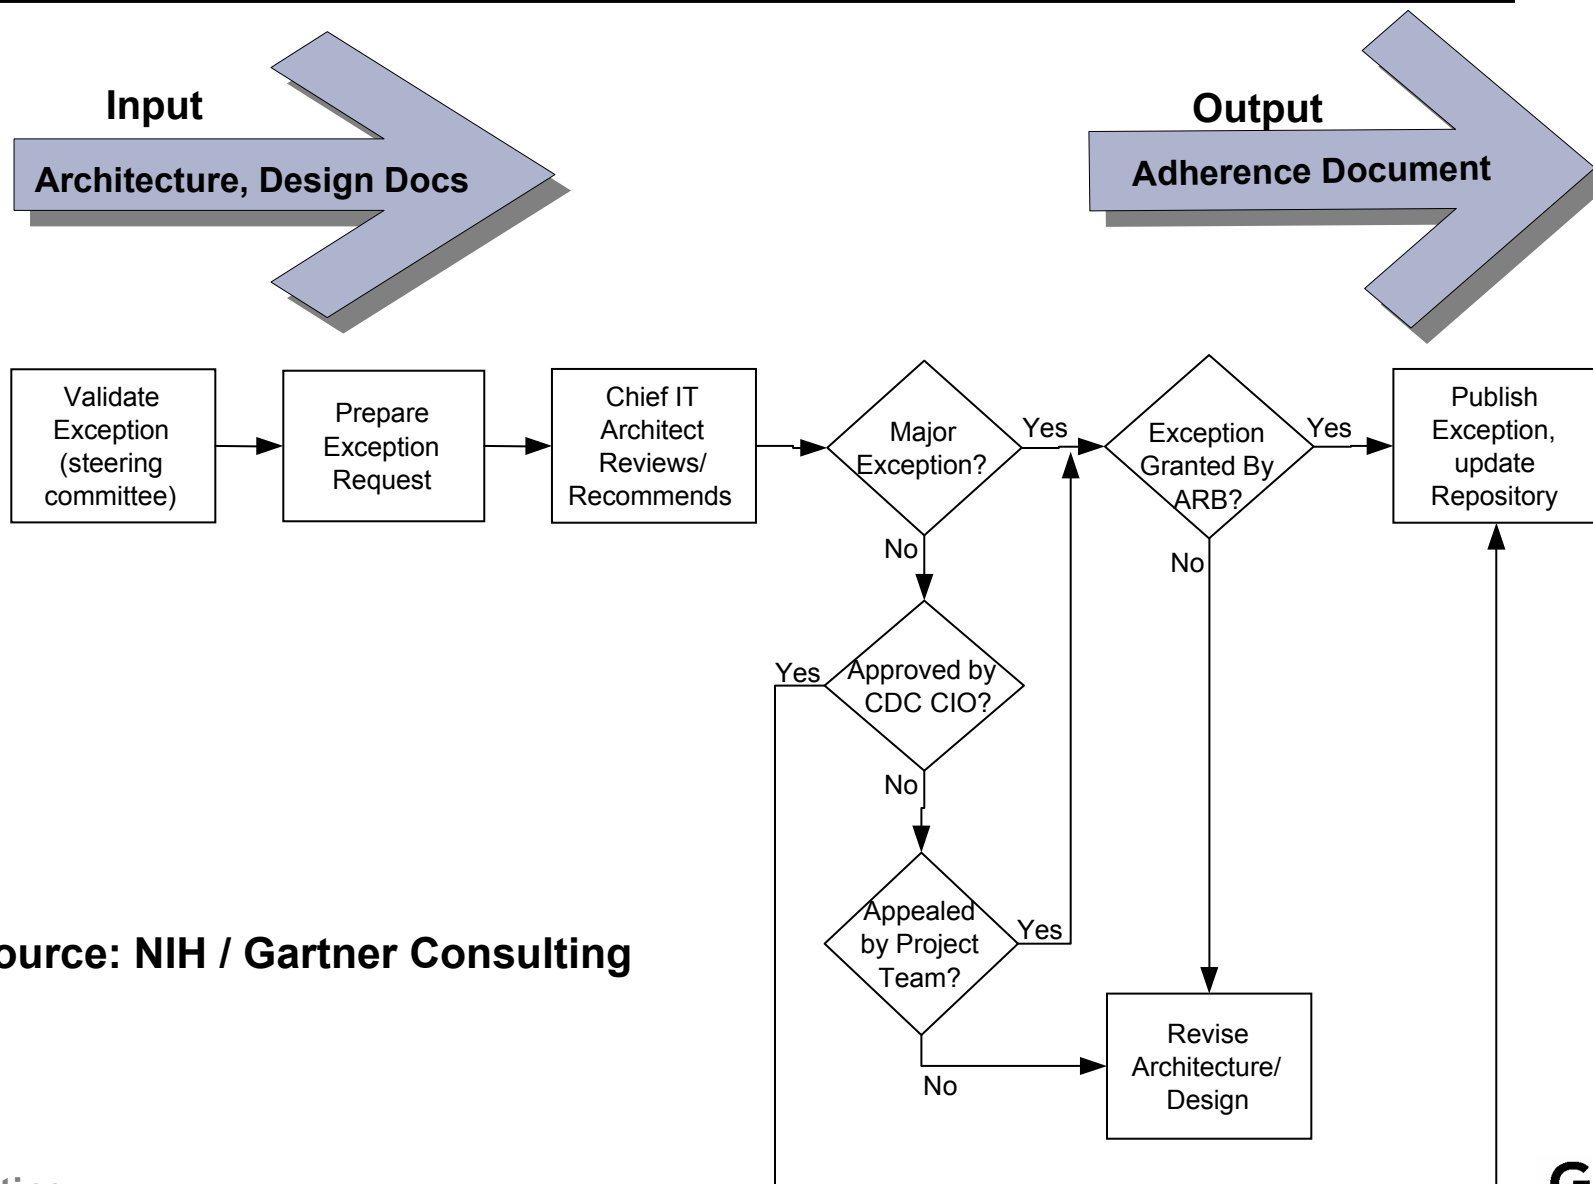 Input
Architecture, Design Docs
Output
Adherence Document
Validate
Exception
(steering
committee)
Prepare
Exception
Request
Chief IT
Architect
Reviews/
Recommends
Major
Exception?
Yes
No
Exception
Granted By
ARB?
Yes
No
Publish
Exception,
update
Repository
Approved by
CDC CIO?
Yes
No
Appealed
by Project
Team?
Yes
No
Revise
Architecture/
Design
ource: NIH / Gartner Consulting
G